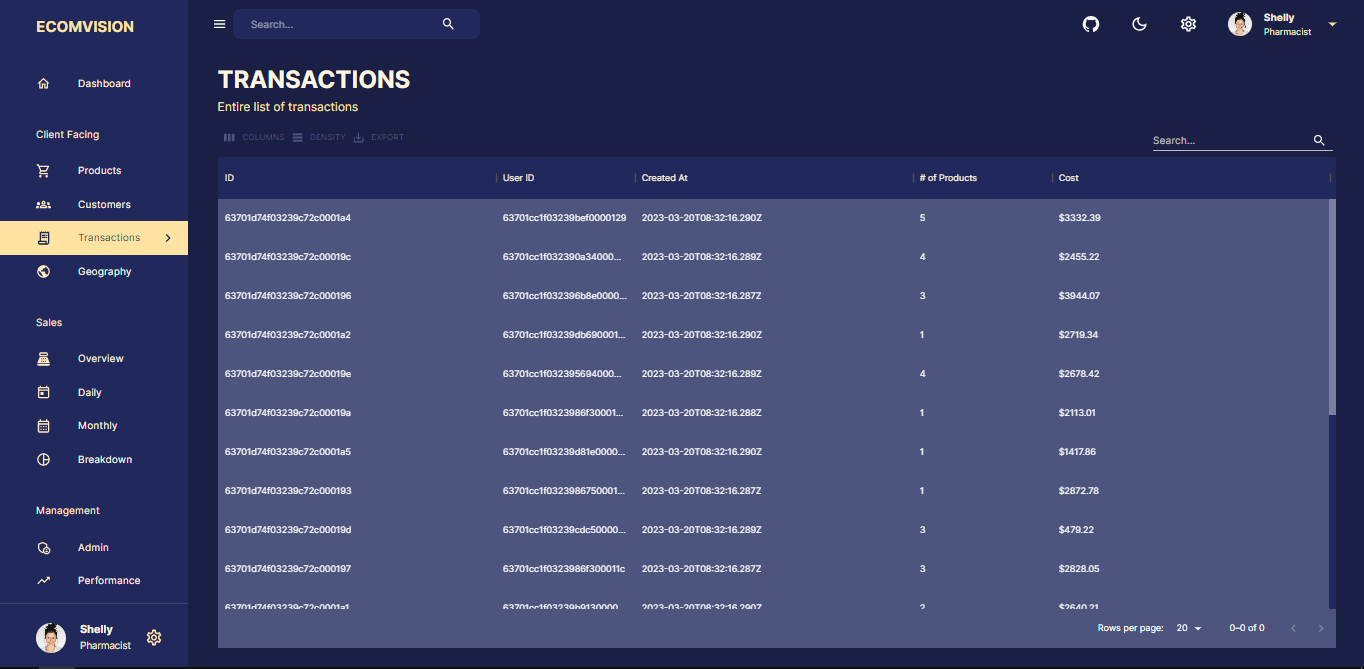 ECOMVISION
Search...
Shelly
Pharmacist
Dashboard
Client Facing
Products
Customers
Transactions
Geography
Sales
Overview
Daily
Monthly
Breakdown
Management
Admin
Performance
Shelly
Pharmacist
TRANSACTIONS
Entire list of transactions
COLUMNS DENSITY EXPORT
Search...
ID User ID Created At # of Products Cost
63701d74f03239c72c0001a4 63701cc1f03239bef0000129 2023-03-20T08:32:16.290Z 5 $3332.39
63701d74f03239c72c00019c 63701cc1f032390a34000... 2023-03-20T08:32:16.289Z 4 $2455.22
63701d74f03239c72c000196 63701cc1f032396b8e0000... 2023-03-20T08:32:16.287Z 3 $3944.07
63701d74f03239c72c0001a2 63701cc1f03239db690001... 2023-03-20T08:32:16.290Z 1 $2719.34
63701d74f03239c72c00019e 63701cc1f032395694000... 2023-03-20T08:32:16.289Z 4 $2678.42
63701d74f03239c72c00019a 63701cc1f0323986f30001... 2023-03-20T08:32:16.288Z 1 $2113.01
63701d74f03239c72c0001a5 63701cc1f03239d81e0000... 2023-03-20T08:32:16.290Z 1 $1417.86
63701d74f03239c72c000193 63701cc1f0323986750001... 2023-03-20T08:32:16.287Z 1 $2872.78
63701d74f03239c72c00019d 63701cc1f03239cdc50000... 2023-03-20T08:32:16.289Z 3 $479.22
63701d74f03239c72c000197 63701cc1f0323986f300011c 2023-03-20T08:32:16.287Z 3 $2828.05
63701d74f03239c72c0001a1 63701cc1f03239b9130000... 2023-03-20T08:32:16.290Z 2 $2640.21
Rows per page: 20 0–0 of 0